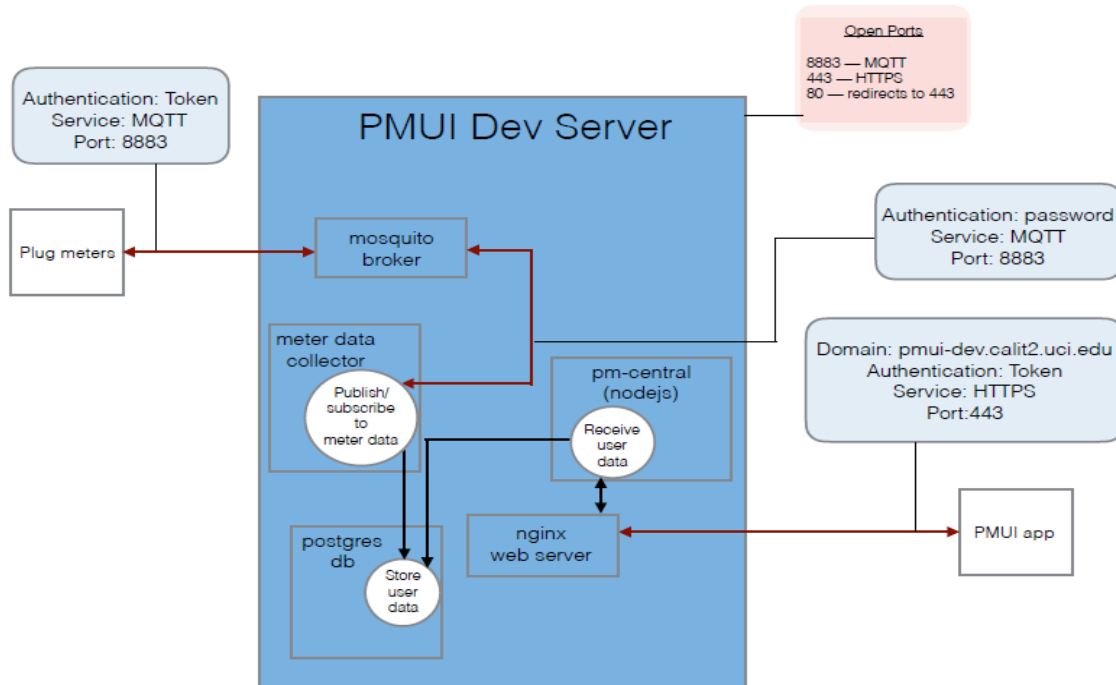 Open Ports
8883 — MQTT
443 — HTTPS
80 — redirects to 443
Authentication: Token
Service: MQTT
Port: 8883
PMUI Dev Server
Plug meters
mosquito
broker
Authentication: password
Service: MQTT
Port: 8883
meter data
collector
Publish/
subscribe
to
meter data
pm-central
(nodejs)
Receive
user
data
Domain: pmui-dev.calit2.uci.edu
Authentication: Token
Service: HTTPS
Port:443
nginx
web server
PMUI app
postgres
db
Store
user
data